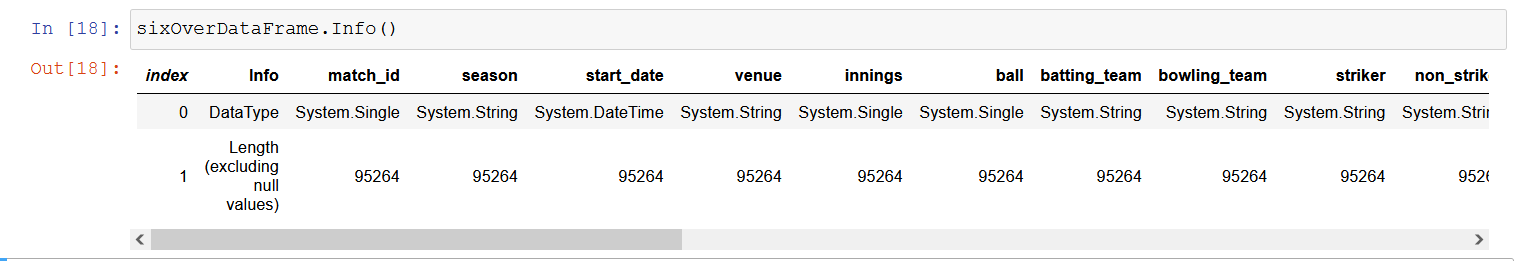 In [18]: sixOverDataFrame.Info()
Out[18]:
index Info match_id season start_date venue innings ball batting_team bowling_team striker non_strik
0 DataType System.Single System.String System.DateTime System.String System.Single System.Single System.String System.String System.String System.Stri
Length
(excluding
1 null 95264 95264 95264 95264 95264 95264 95264 95264 95264 9526
values)